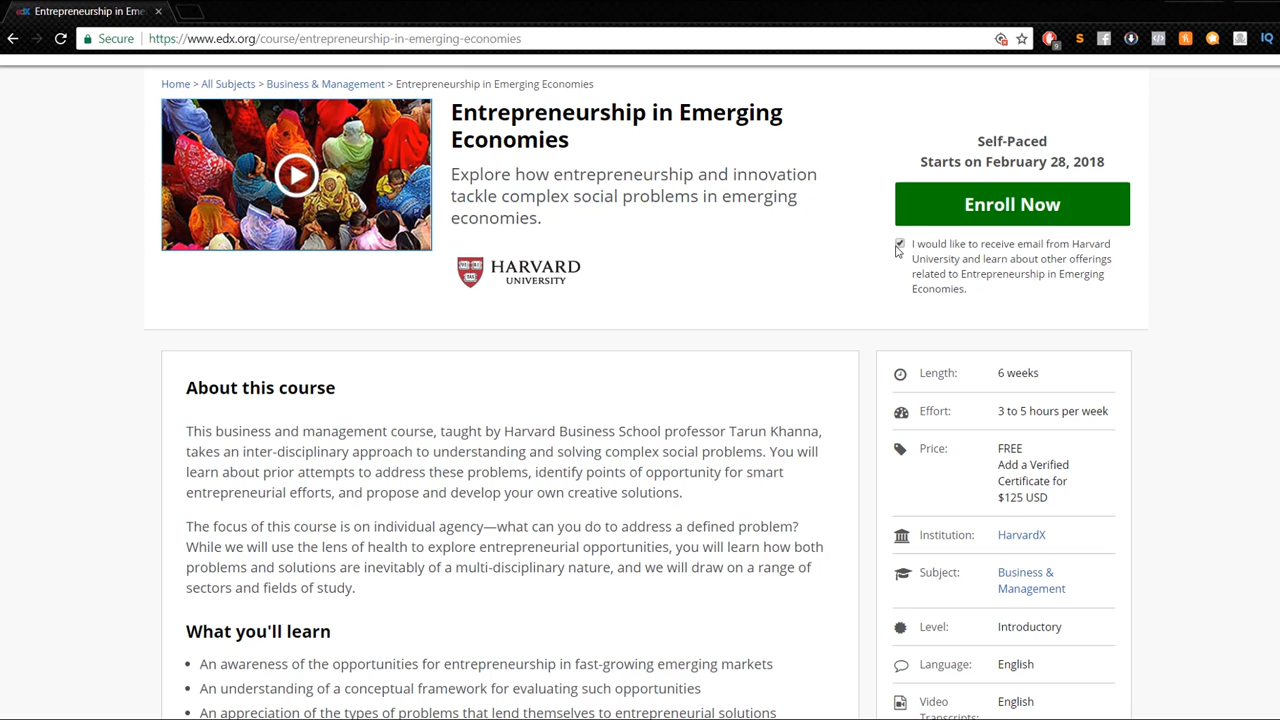 Entrepreneurship in Eme
Secure
https://www.edx.org/course/entrepreneurship-in-emerging-economies
9
S
IQ
Home > All Subjects > Business & Management > Entrepreneurship in Emerging Economies
Entrepreneurship in Emerging
Economies
Explore how entrepreneurship and innovation
tackle complex social problems in emerging
economies.
HARVARD
UNIVERSITY
Self-Paced
Starts on February 28, 2018
Enroll Now
I would like to receive email from Harvard
University and learn about other offerings
related to Entrepreneurship in Emerging
Economies.
About this course
This business and management course, taught by Harvard Business School professor Tarun Khanna,
takes an inter-disciplinary approach to understanding and solving complex social problems. You will
learn about prior attempts to address these problems, identify points of opportunity for smart
entrepreneurial efforts, and propose and develop your own creative solutions.
The focus of this course is on individual agency—what can you do to address a defined problem?
While we will use the lens of health to explore entrepreneurial opportunities, you will learn how both
problems and solutions are inevitably of a multi-disciplinary nature, and we will draw on a range of
sectors and fields of study.
What you'll learn
• An awareness of the opportunities for entrepreneurship in fast-growing emerging markets
• An understanding of a conceptual framework for evaluating such opportunities
• An appreciation of the types of problems that lend themselves to entrepreneurial solutions
Length: 6 weeks
Effort: 3 to 5 hours per week
Price: FREE
Add a Verified
Certificate for
$125 USD
Institution: HarvardX
Subject: Business &
Management
Level: Introductory
Language: English
Video English
Transcripts: